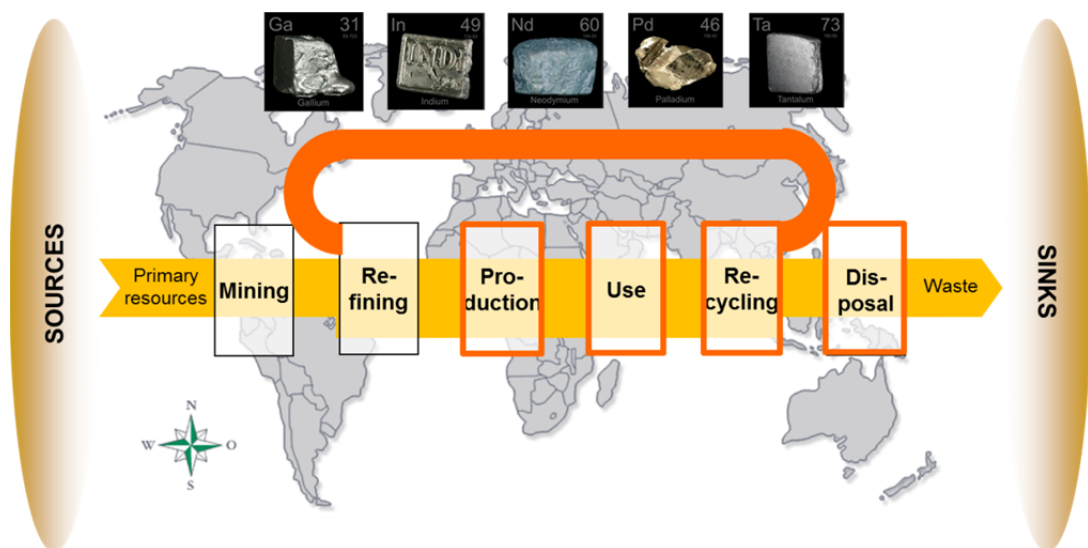 Ga 31
In 49
Nd 60
Pd 46
Ta 73
INDI
Gallium
Indium
Neodymium
Palladium
Tantalum
SOURCES
Primary
resources
Mining
Re-
fining
Pro-
duction
Use
Re-
cycling
Dis-
posal
Waste
SINKS
N
W
O
S